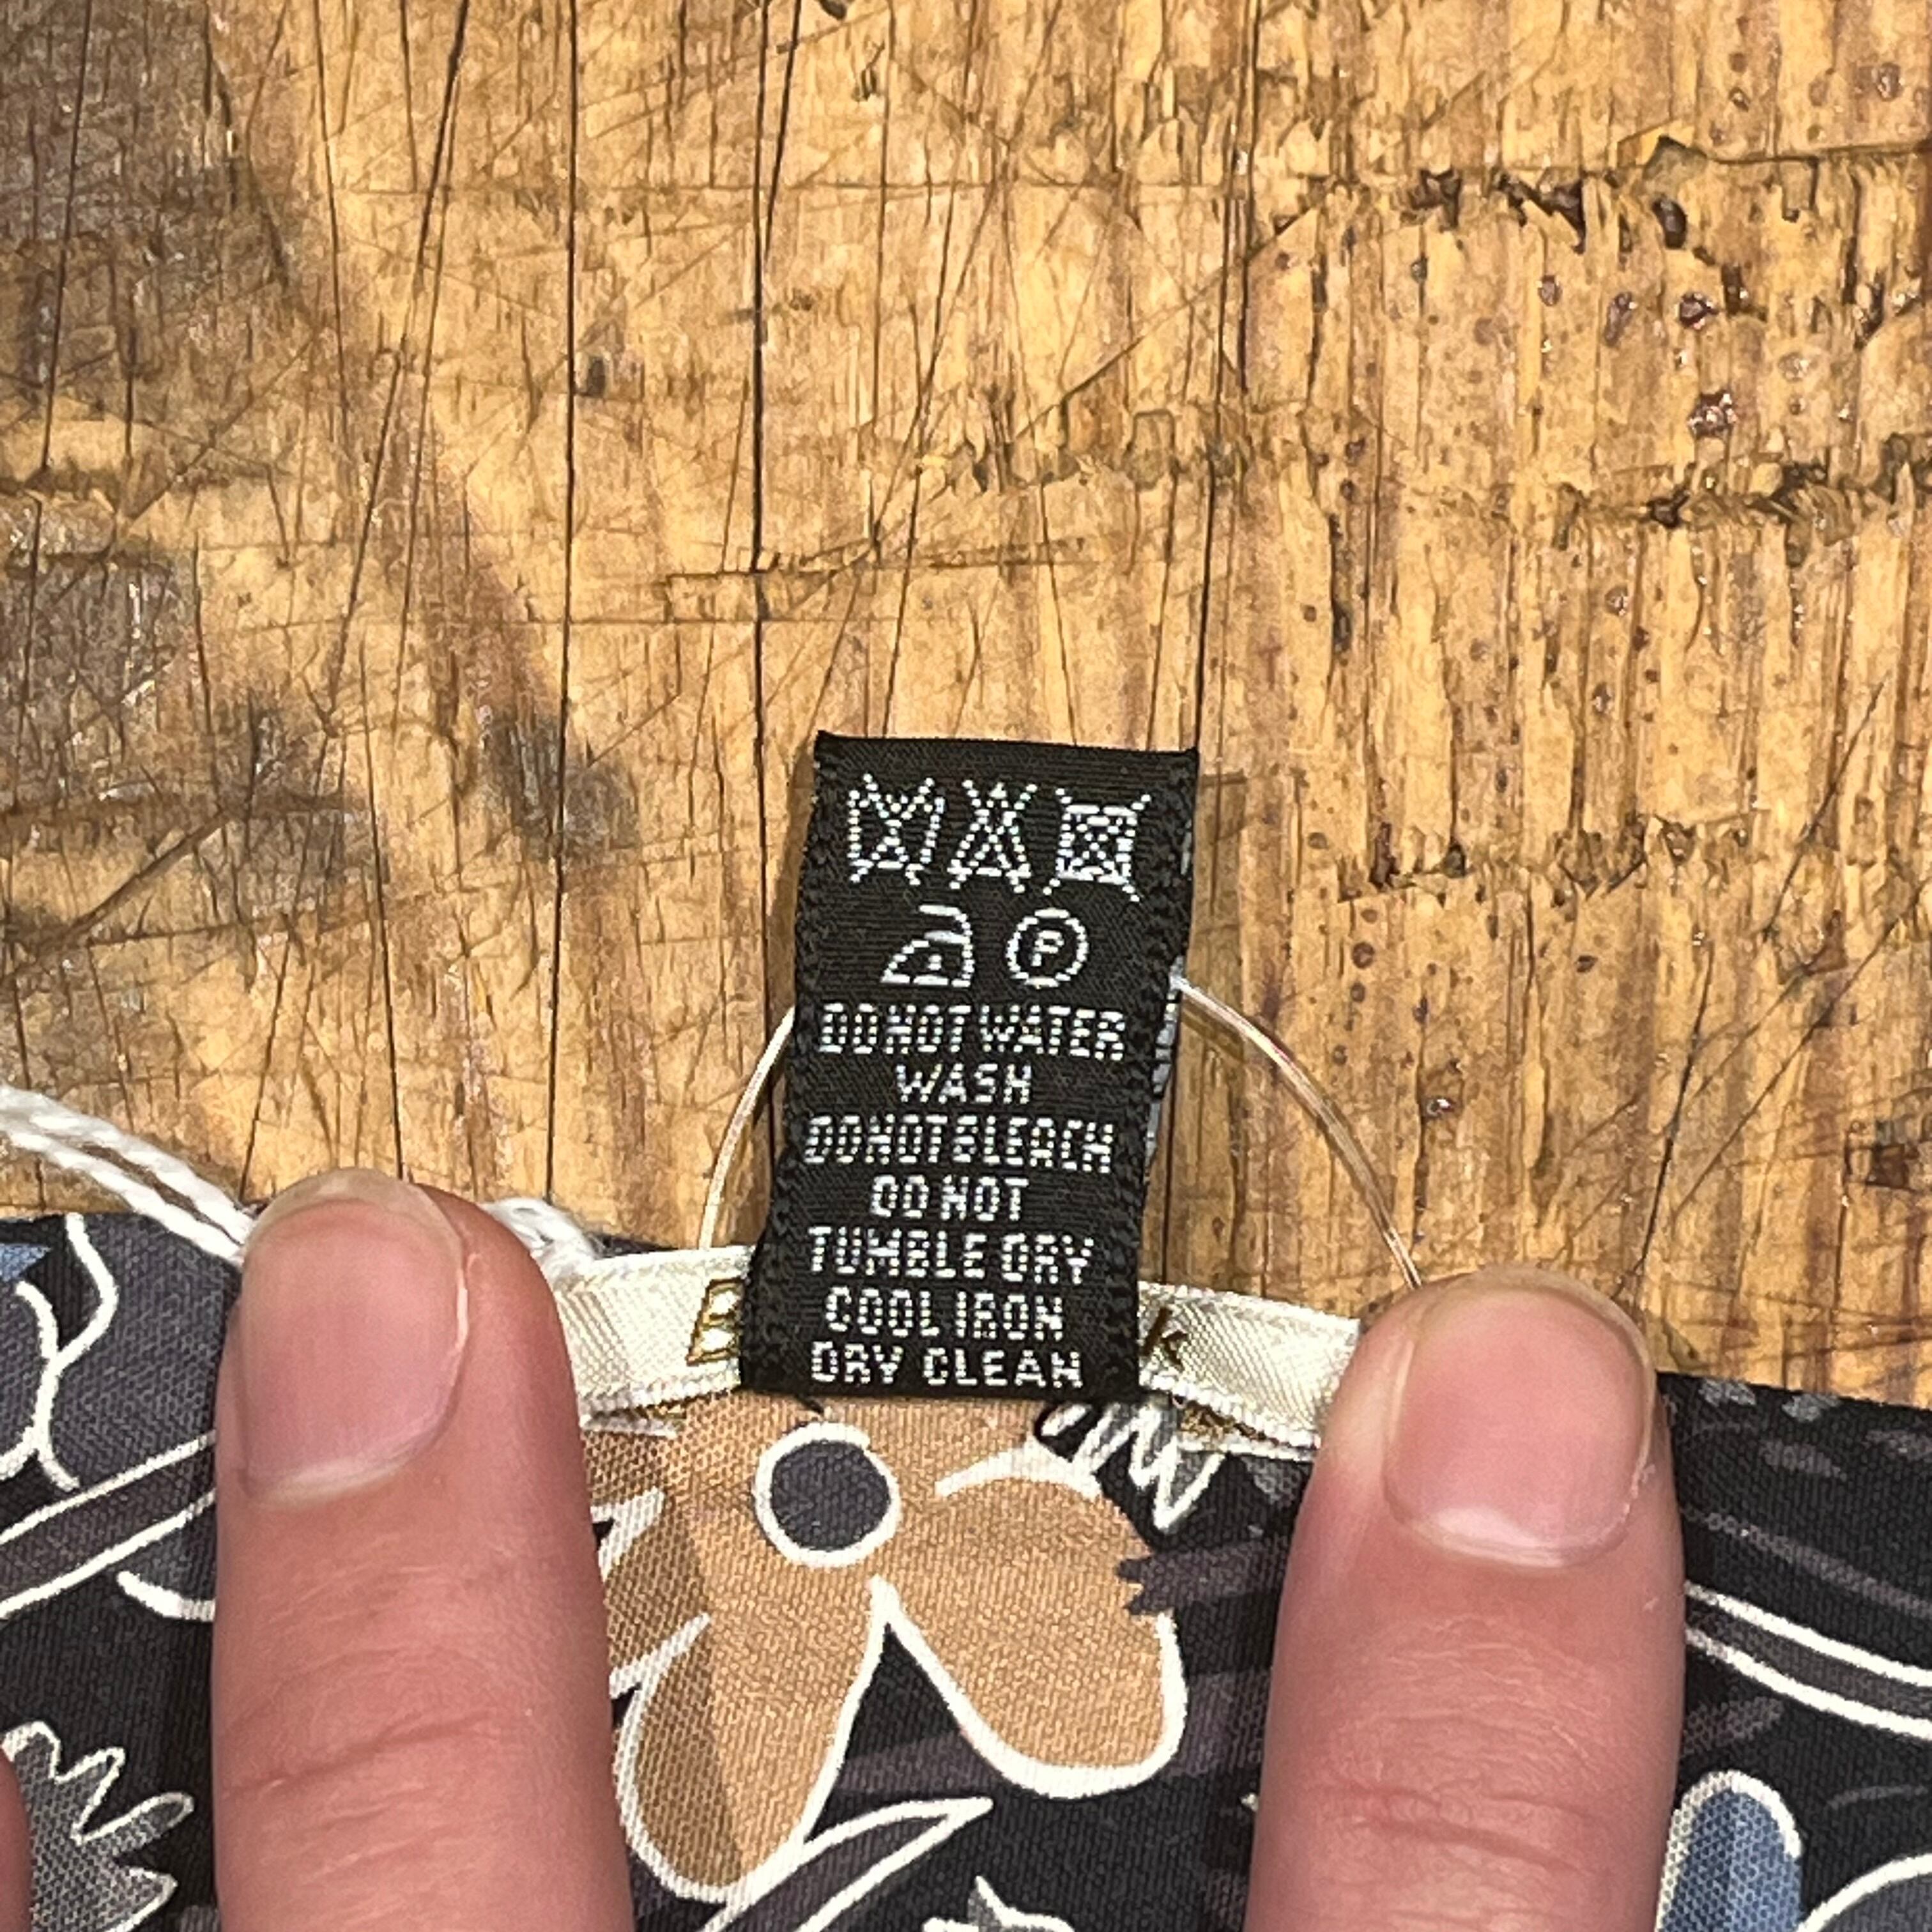 P
DO NOT WATER
WASH
DO NOT BLEACH
DO NOT
TUMBLE DRY
COOL IRON
DRY CLEAN